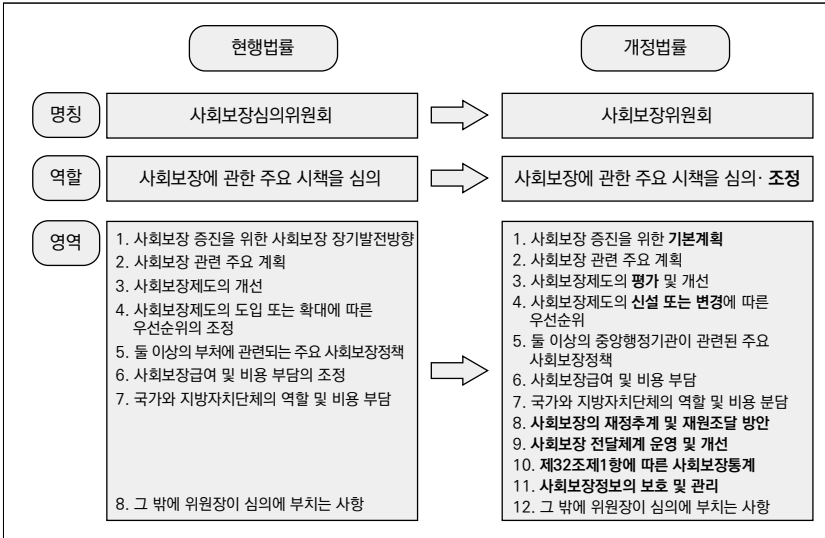 현행법률
개정법률
명칭
사회보장심의위원회
사회보장위원회
역할
사회보장에 관한 주요 시책을 심의
사회보장에 관한 주요 시책을 심의· 조정
영역
1. 사회보장 증진을 위한 사회보장 장기발전방향
2. 사회보장 관련 주요 계획
3. 사회보장제도의 개선
4. 사회보장제도의 도입 또는 확대에 따른
우선순위의 조정
5. 둘 이상의 부처에 관련되는 주요 사회보장정책
6. 사회보장급여 및 비용 부담의 조정
7. 국가와 지방자치단체의 역할 및 비용 부담
8. 그 밖에 위원장이 심의에 부치는 사항
1. 사회보장 증진을 위한 기본계획
2. 사회보장 관련 주요 계획
3. 사회보장제도의 평가 및 개선
4. 사회보장제도의 신설 또는 변경에 따른
우선순위
5. 둘 이상의 중앙행정기관이 관련된 주요
사회보장정책
6. 사회보장급여 및 비용 부담
7. 국가와 지방자치단체의 역할 및 비용 분담
8. 사회보장의 재정추계 및 재원조달 방안
9. 사회보장 전달체계 운영 및 개선
10. 제32조제1항에 따른 사회보장통계
11. 사회보장정보의 보호 및 관리
12. 그 밖에 위원장이 심의에 부치는 사항